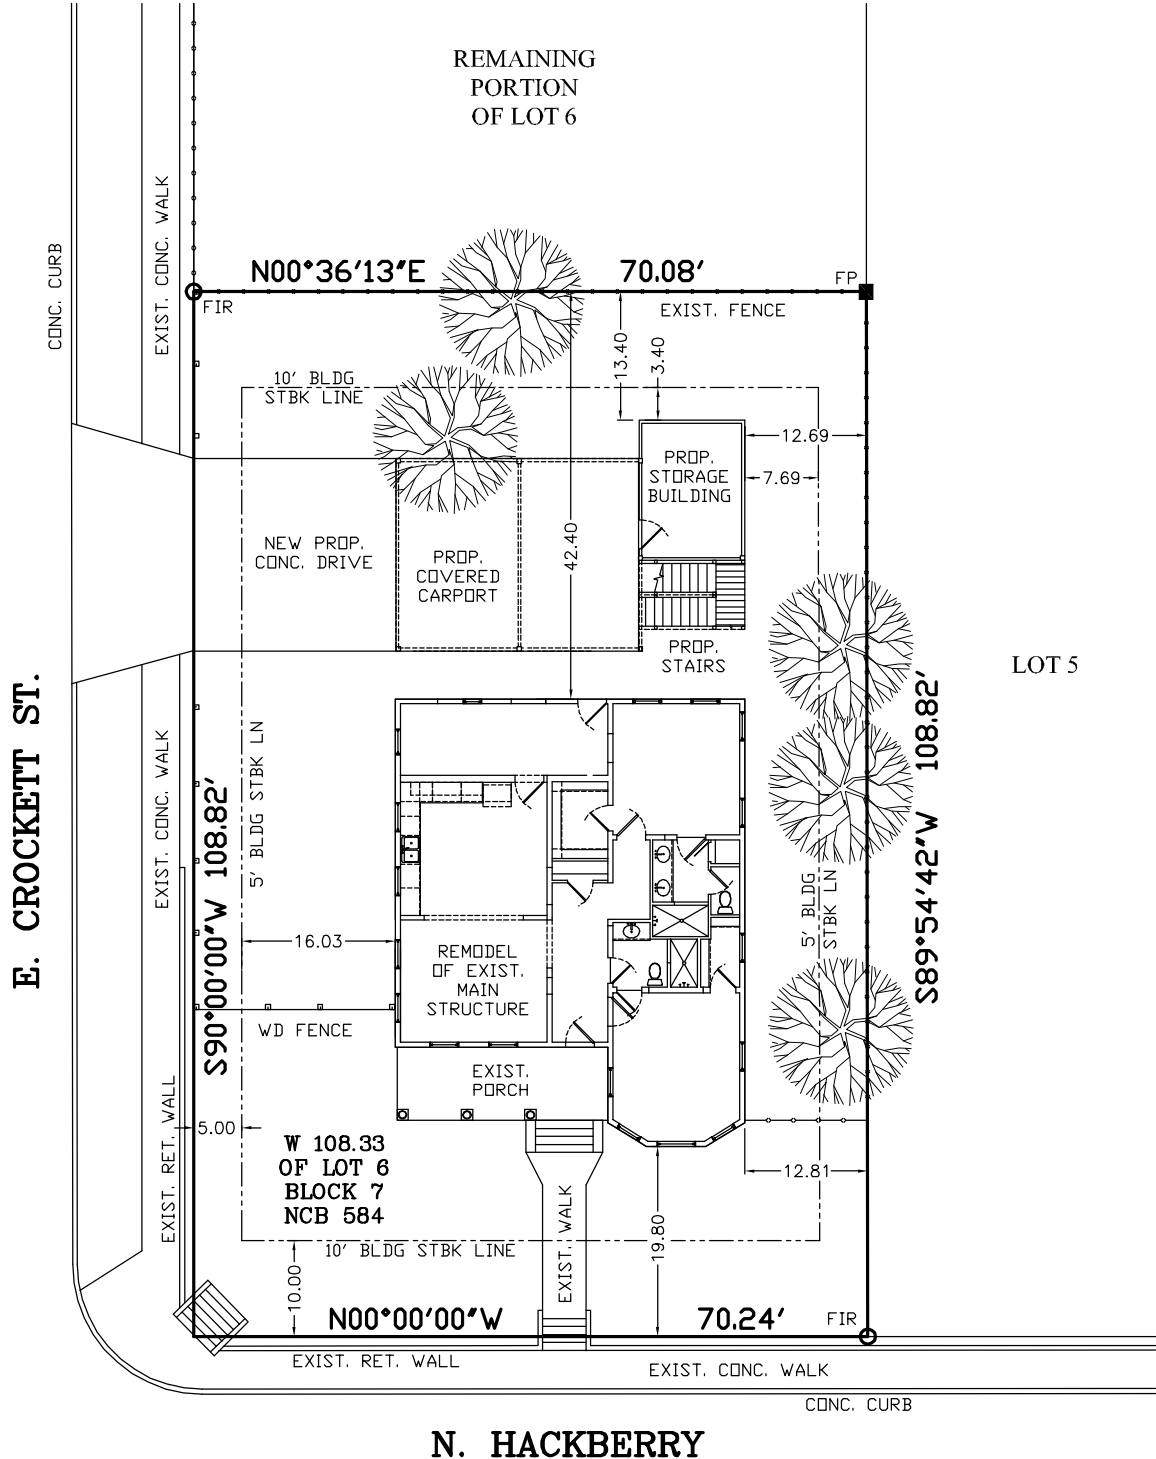 REMAINING
PORTION
OF LOT 6
CONC. CURB
EXIST. CONC. WALK
N00°36'13"E
70.08'
FP
FIR
EXIST. FENCE
13.40
3.40
10' BLDG
STBK LINE
12.69
7.69
PROP.
STORAGE
BUILDING
NEW PROP.
CONC. DRIVE
PROP.
COVERED
CARPORT
42.40
PROP.
STAIRS
LOT 5
E. CROCKETT ST.
EXIST. CONC. WALK
S90°00'00"W 108.82'
5' BLDG STBK LN
S89°54'42"W 108.82'
5' BLDG
STBK LN
16.03
REMODEL
OF EXIST.
MAIN
STRUCTURE
WD FENCE
EXIST.
PORCH
EXIST. RET. WALL
5.00
W 108.33
OF LOT 6
BLOCK 7
NCB 584
12.81
19.80
EXIST. WALK
10' BLDG STBK LINE
10.00
N00°00'00"W
70.24'
FIR
EXIST. RET. WALL
EXIST. CONC. WALK
CONC. CURB
N. HACKBERRY